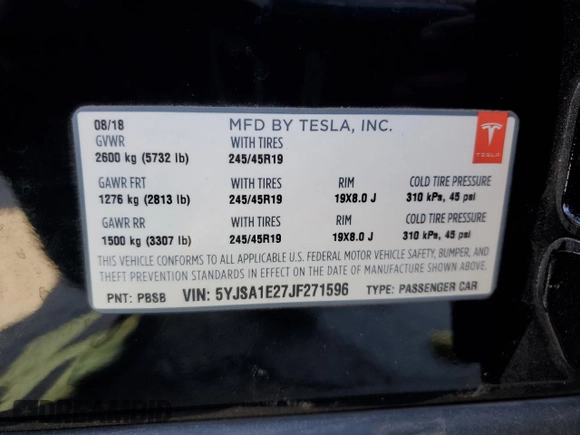 08/18 MFD BY TESLA, INC.
GVWR WITH TIRES
2600 kg (5732 lb) 245/45R19
TESLA
GAWR FRT WITH TIRES RIM COLD TIRE PRESSURE
1276 kg (2813 lb) 245/45R19 19X8.0 J 310 kPa, 45 psi
GAWR RR WITH TIRES RIM COLD TIRE PRESSURE
1500 kg (3307 lb) 245/45R19 19X8.0 J 310 kPa, 45 psi
THIS VEHICLE CONFORMS TO ALL APPLICABLE U.S. FEDERAL MOTOR VEHICLE SAFETY, BUMPER, AND
THEFT PREVENTION STANDARDS IN EFFECT ON THE DATE OF MANUFACTURE SHOWN ABOVE.
PNT: PBSB VIN: 5YJSA1E27JF271596 TYPE: PASSENGER CAR
DREAMBID